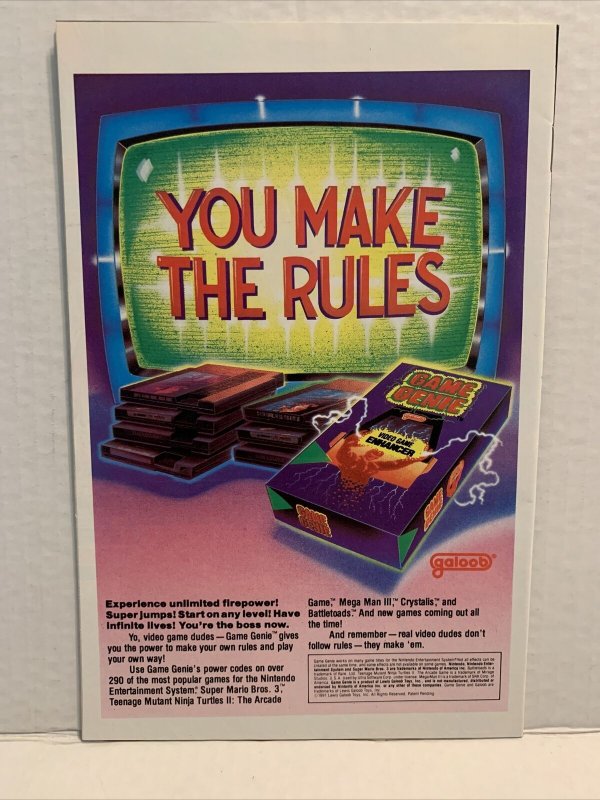 YOU MAKE
THE RULES
GAME
GENIE
galoob
VIDEO GAME
ENHANCER
GAME
GENIE
galoob
Experience unlimited firepower!
Super jumps! Start on any level! Have
infinite lives! You're the boss now.
Yo, video game dudes — Game Genie™ gives
you the power to make your own rules and play
your own way!
Use Game Genie's power codes on over
290 of the most popular games for the Nintendo
Entertainment System.® Super Mario Bros. 3,™
Teenage Mutant Ninja Turtles II: The Arcade
Game,™ Mega Man III,™ Crystalis,™ and
Battletoads.™ And new games coming out all
the time!
And remember — real video dudes don't
follow rules — they make 'em.